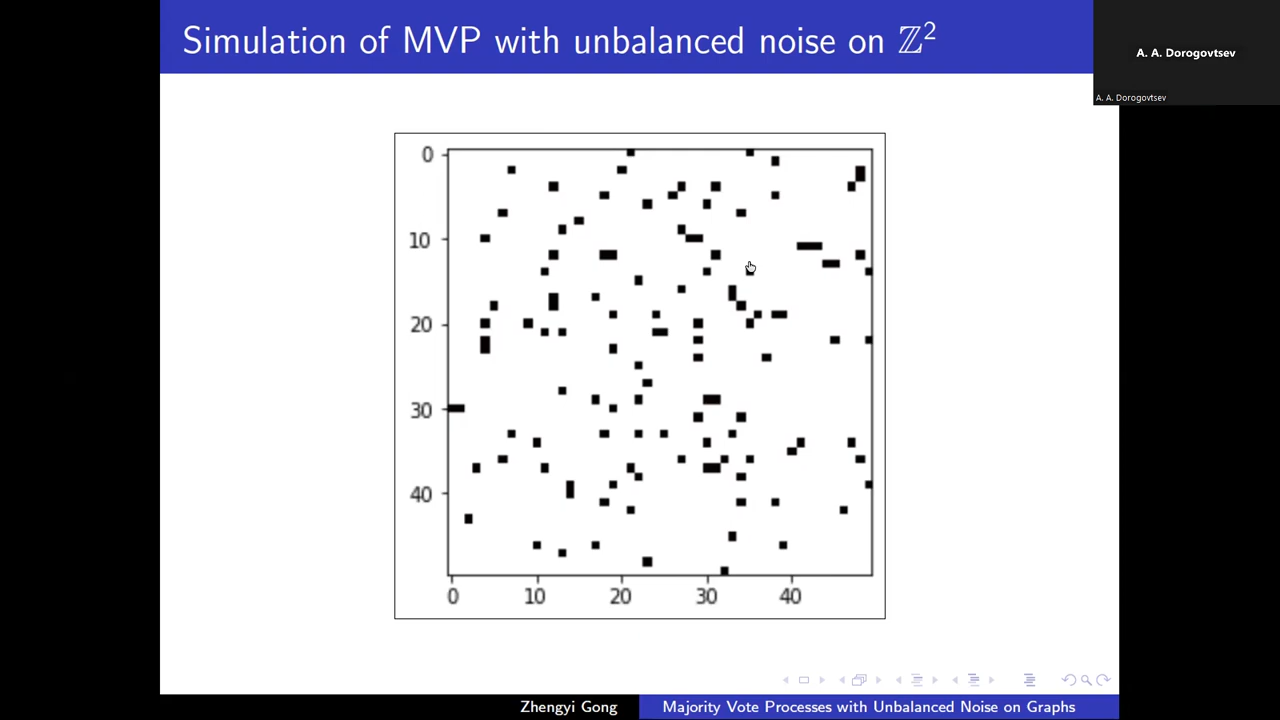 Simulation of MVP with unbalanced noise on ℤ²
A. A. Dorogovtsev
A. A. Dorogovtsev
0
10
20
30
40
0 10 20 30 40
Zhengyi Gong Majority Vote Processes with Unbalanced Noise on Graphs